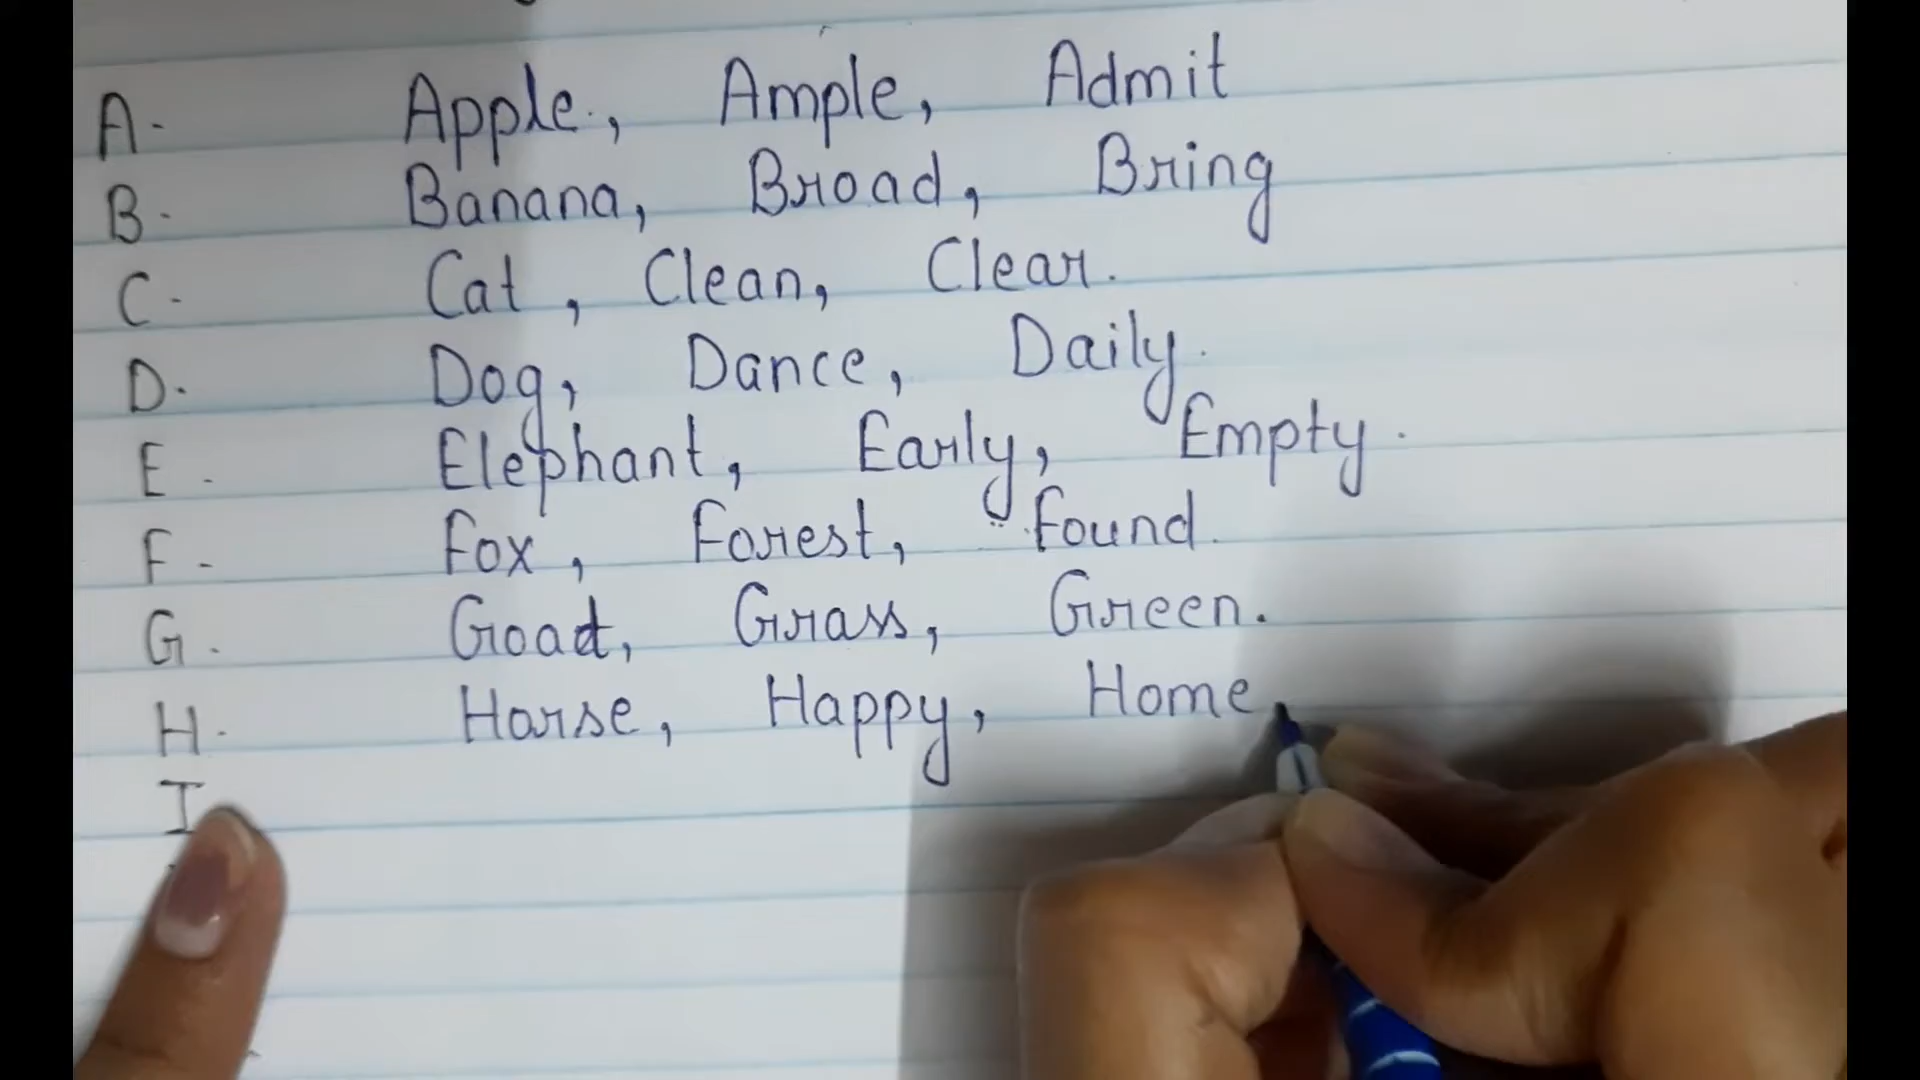 A. Apple, Ample, Admit
B. Banana, Broad, Bring
C. Cat, Clean, Clear.
D. Dog, Dance, Daily.
E. Elephant, Early, Empty.
F. Fox, Forest, Found.
G. Goat, Grass, Green.
H. Horse, Happy, Home.
I